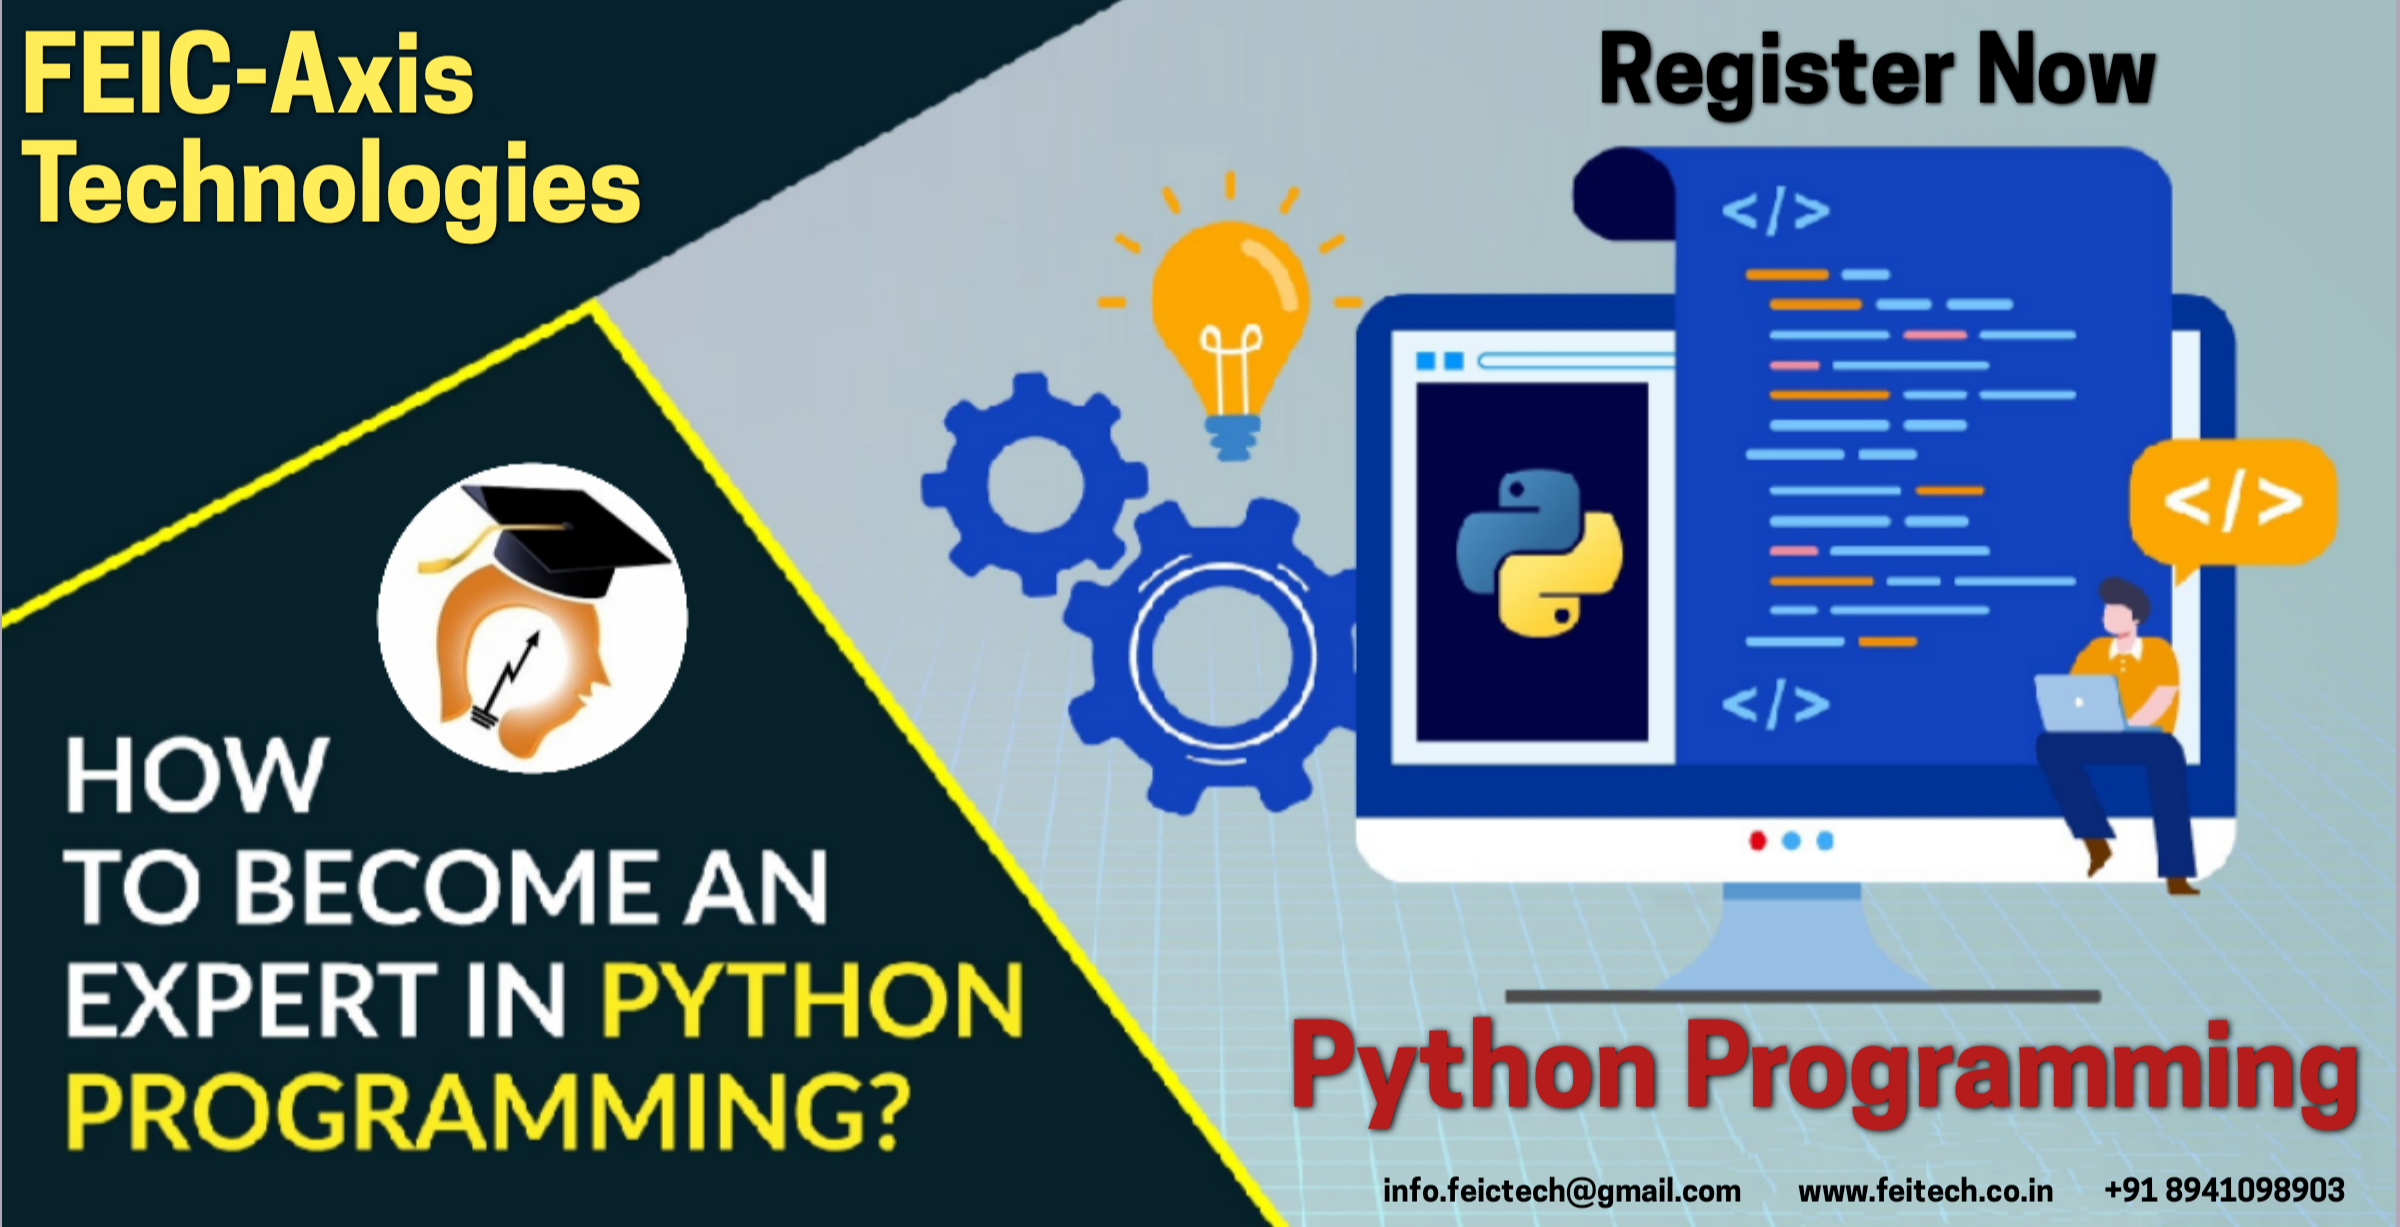 FEIC-Axis
Technologies
HOW
TO BECOME AN
EXPERT IN PYTHON
PROGRAMMING?
Register Now
</>
</>
</>
Python Programming
info.feictech@gmail.com www.feitech.co.in +91 8941098903